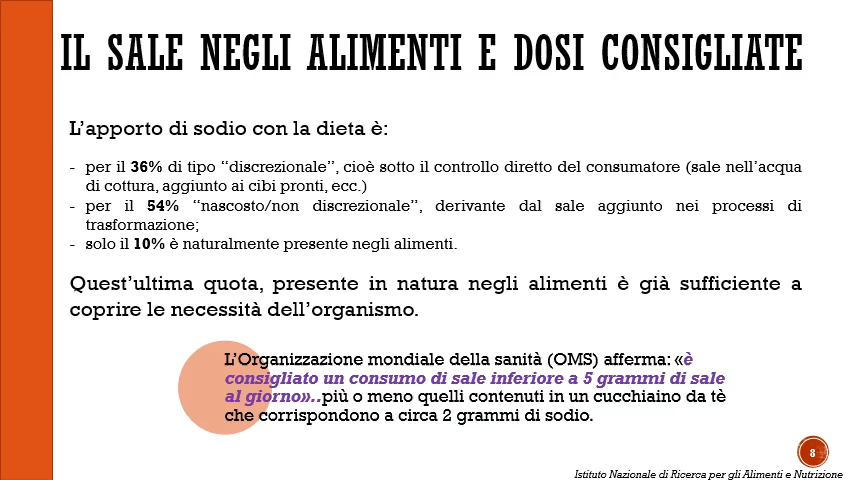 IL SALE NEGLI ALIMENTI E DOSI CONSIGLIATE
L’apporto di sodio con la dieta è:
- per il 36% di tipo “discrezionale”, cioè sotto il controllo diretto del consumatore (sale nell’acqua
di cottura, aggiunto ai cibi pronti, ecc.)
- per il 54% “nascosto/non discrezionale”, derivante dal sale aggiunto nei processi di
trasformazione;
- solo il 10% è naturalmente presente negli alimenti.
Quest’ultima quota, presente in natura negli alimenti è già sufficiente a
coprire le necessità dell’organismo.
L’Organizzazione mondiale della sanità (OMS) afferma: «è
consigliato un consumo di sale inferiore a 5 grammi di sale
al giorno»..più o meno quelli contenuti in un cucchiaino da tè
che corrispondono a circa 2 grammi di sodio.
8
Istituto Nazionale di Ricerca per gli Alimenti e Nutrizione